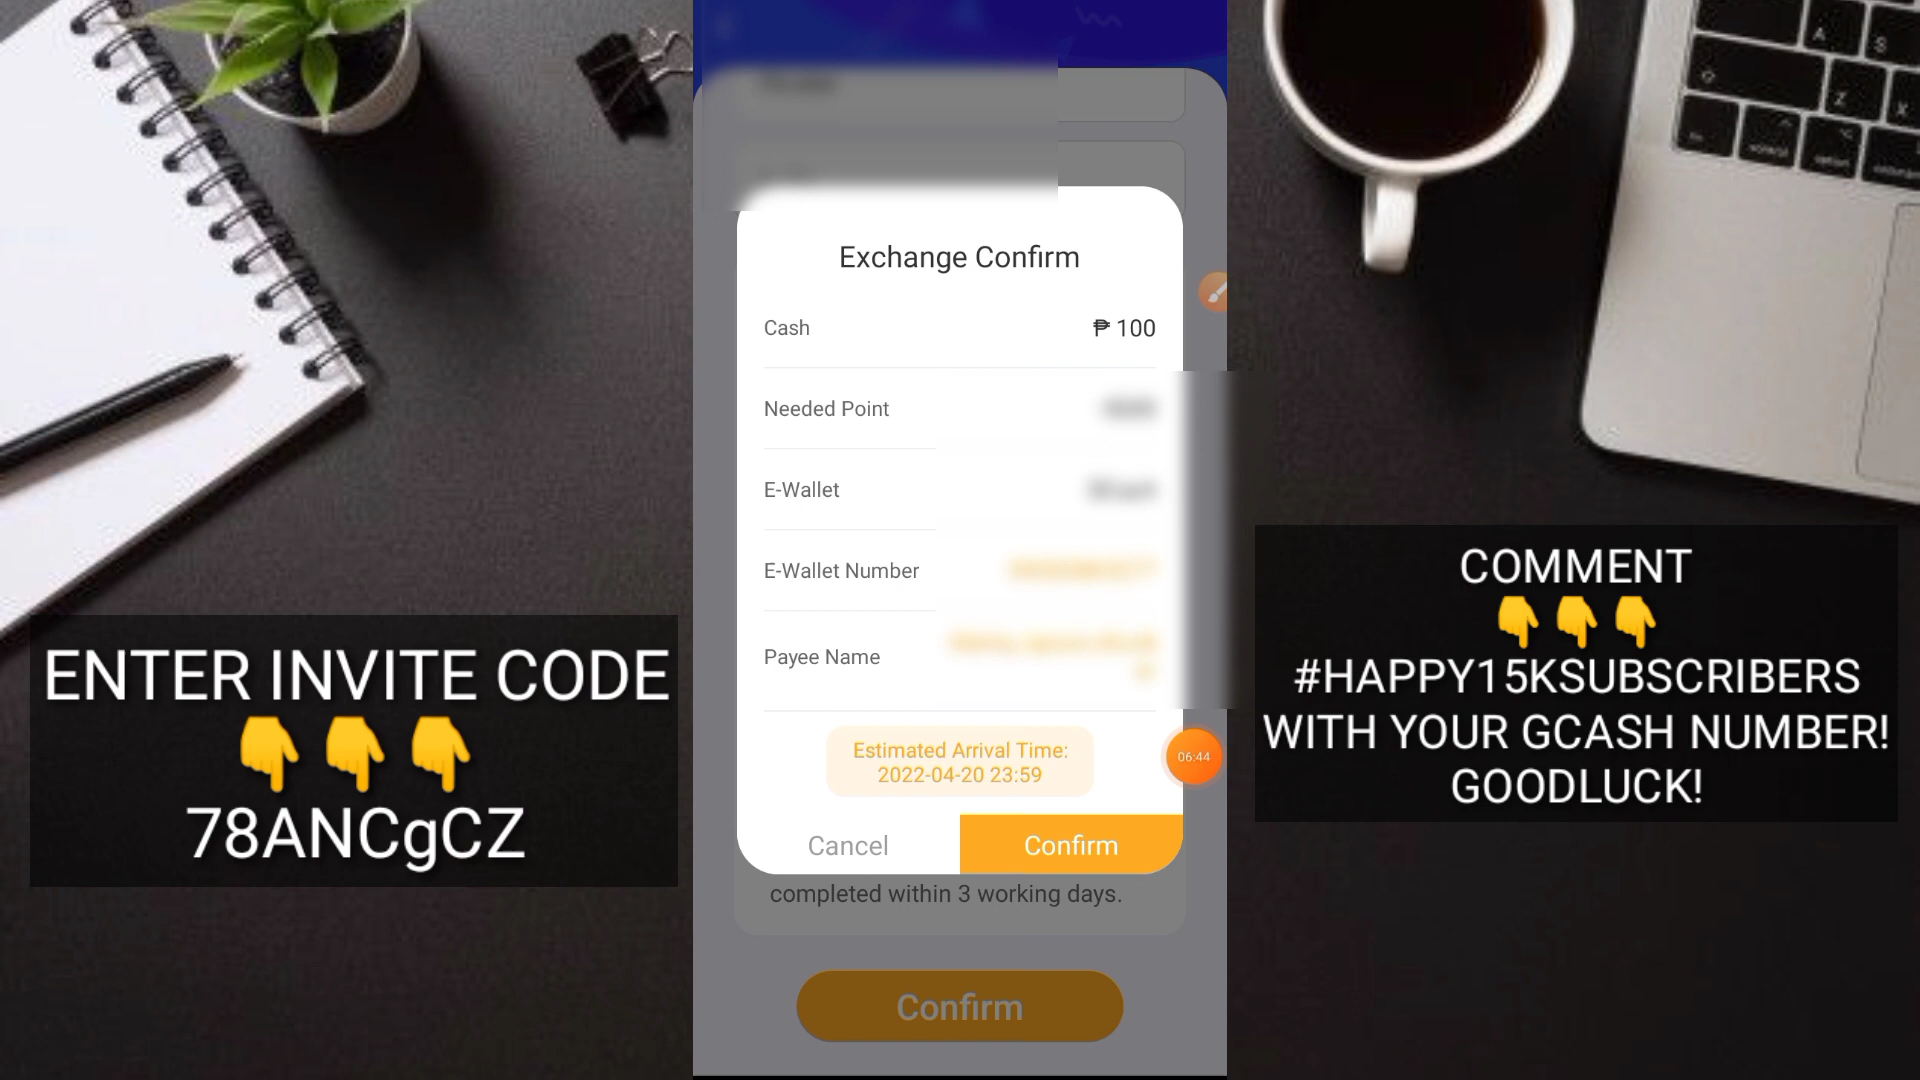 ENTER INVITE CODE
👇👇👇
78ANCgCZ
Exchange Confirm
Cash ₱ 100
Needed Point
E-Wallet
E-Wallet Number
Payee Name
Estimated Arrival Time:
2022-04-20 23:59
Cancel Confirm
completed within 3 working days.
Confirm
06:44
A S
Z X
control option
COMMENT
👇👇👇
#HAPPY15KSUBSCRIBERS
WITH YOUR GCASH NUMBER!
GOODLUCK!